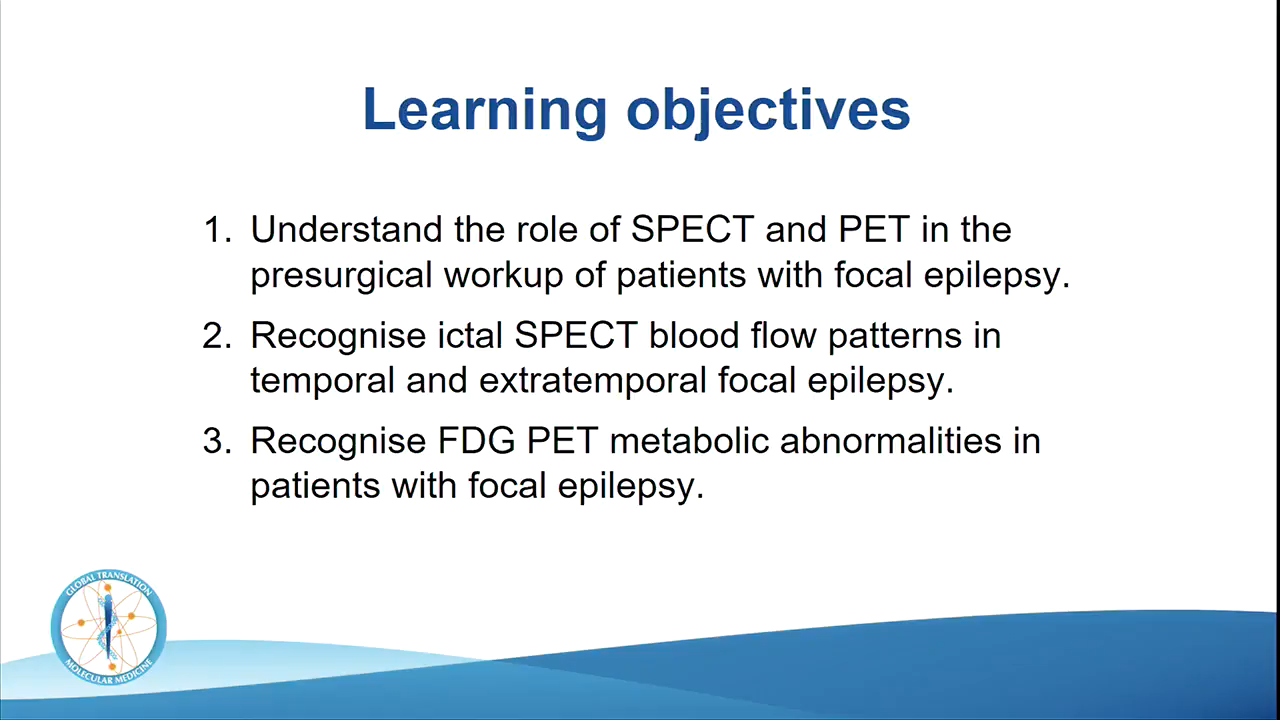 Learning objectives
1. Understand the role of SPECT and PET in the
presurgical workup of patients with focal epilepsy.
2. Recognise ictal SPECT blood flow patterns in
temporal and extratemporal focal epilepsy.
3. Recognise FDG PET metabolic abnormalities in
patients with focal epilepsy.
GLOBAL TRANSLATION
MOLECULAR MEDICINE